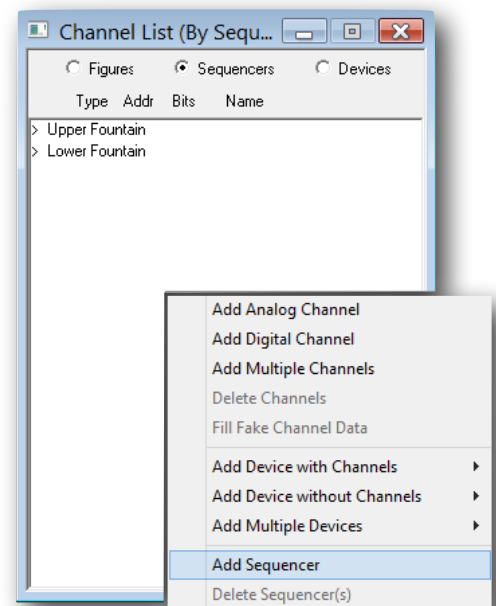 Channel List (By Sequ...
Figures Sequencers Devices
Type Addr Bits Name
> Upper Fountain
> Lower Fountain
Add Analog Channel
Add Digital Channel
Add Multiple Channels
Delete Channels
Fill Fake Channel Data
Add Device with Channels
Add Device without Channels
Add Multiple Devices
Add Sequencer
Delete Sequencer(s)